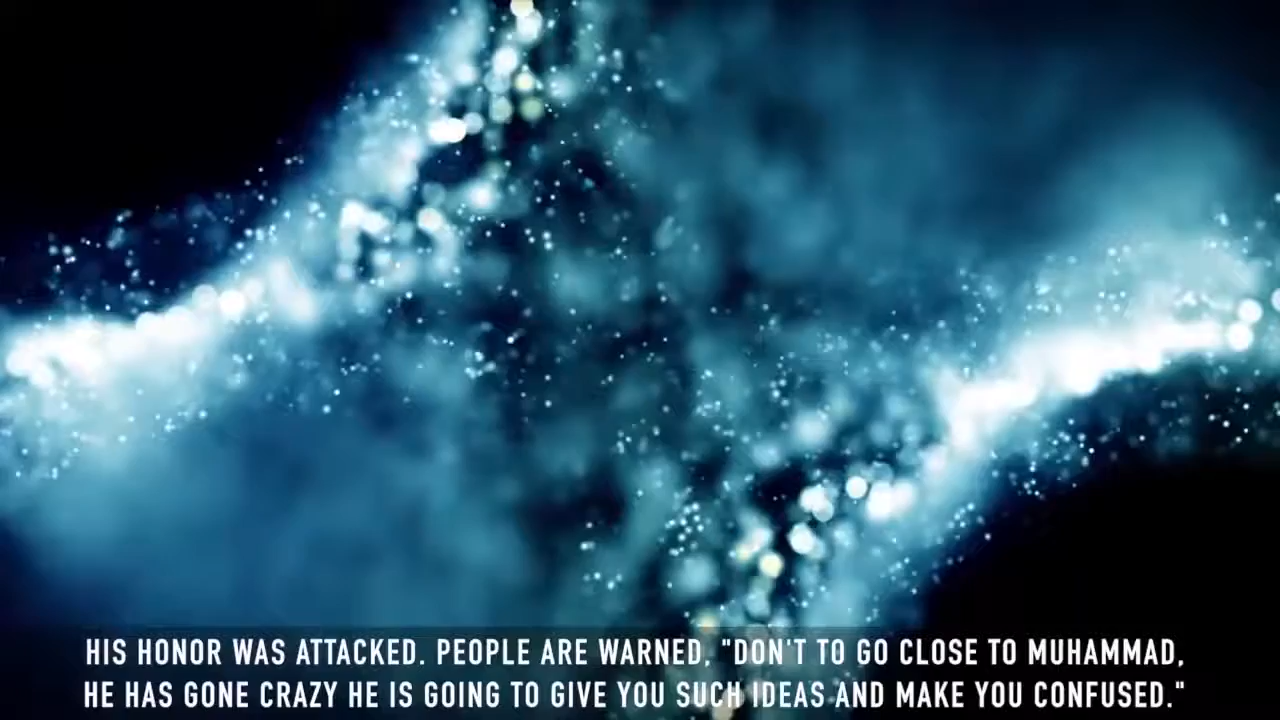 HIS HONOR WAS ATTACKED. PEOPLE ARE WARNED, "DON'T TO GO CLOSE TO MUHAMMAD,
HE HAS GONE CRAZY HE IS GOING TO GIVE YOU SUCH IDEAS AND MAKE YOU CONFUSED."